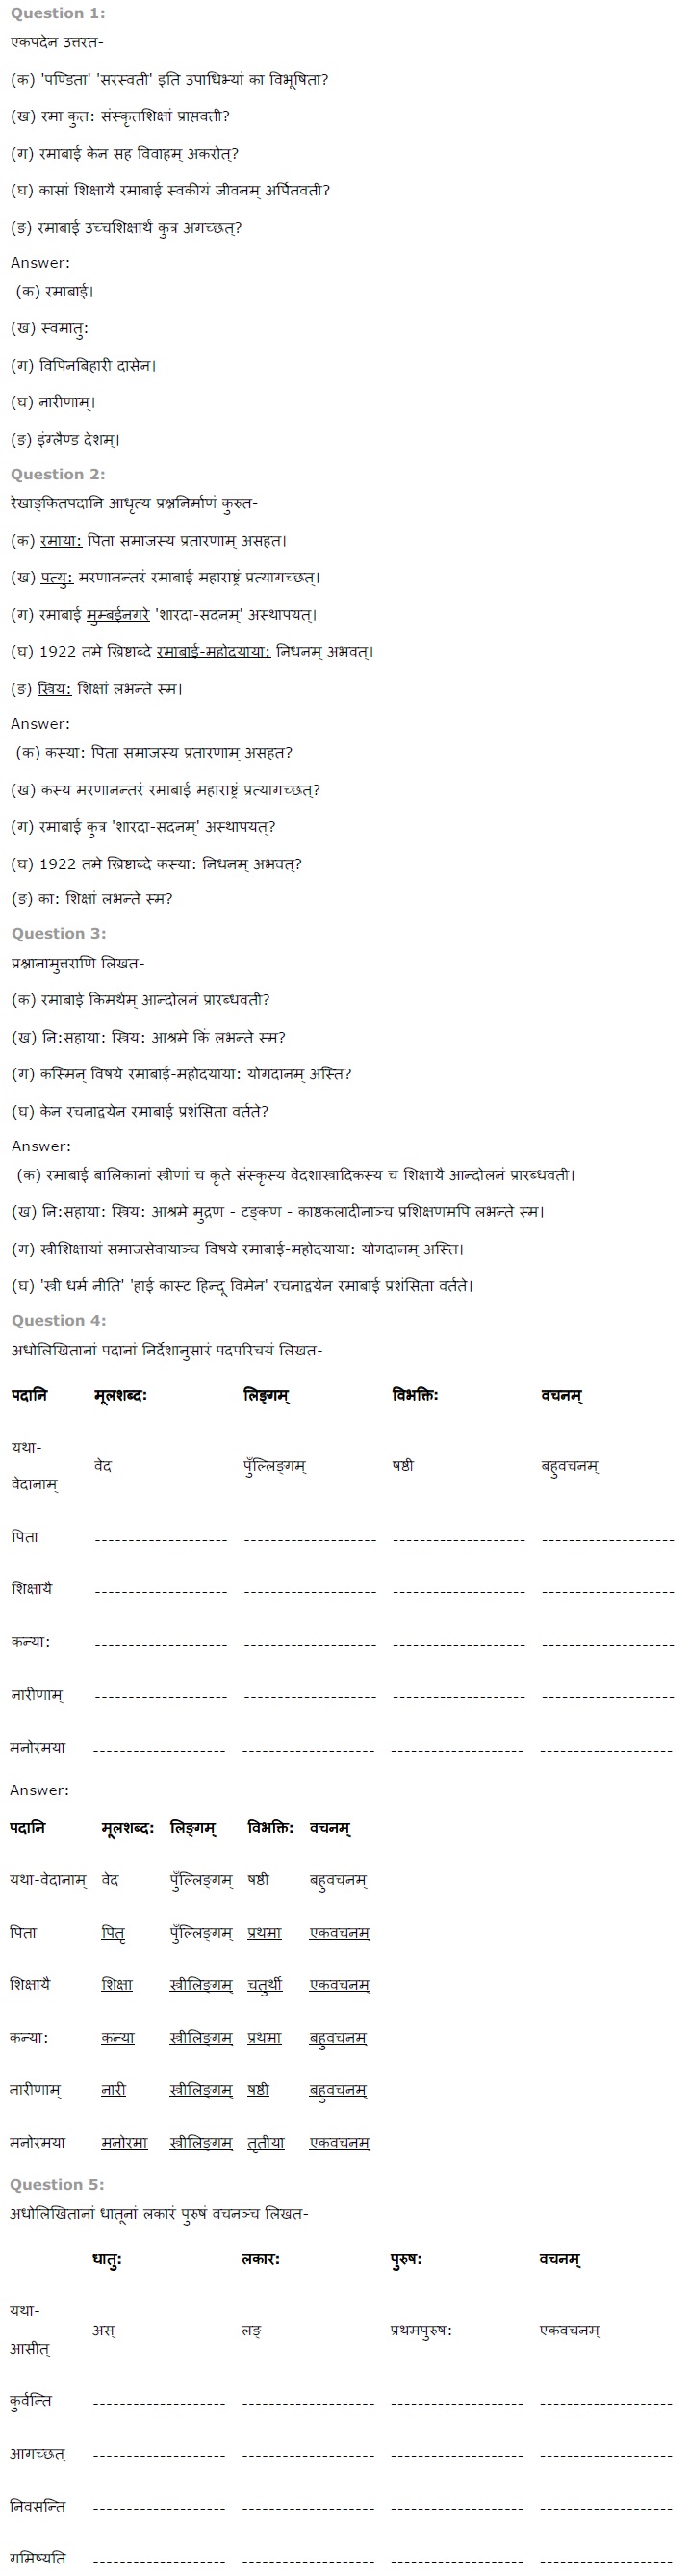 Question 1:
एकपदेन उत्तरत-
(क) 'पण्डिता' 'सरस्वती' इति उपाधिभ्यां का विभूषिता?
(ख) रमा कुत: संस्कृतशिक्षां प्राप्तवती?
(ग) रमाबाई केन सह विवाहम् अकरोत्?
(घ) कासां शिक्षायै रमाबाई स्वकीयं जीवनम् अर्पितवती?
(ङ) रमाबाई उच्चशिक्षार्थं कुत्र अगच्छत्?
Answer:
(क) रमाबाई।
(ख) स्वमातु:
(ग) विपिनबिहारी दासेन।
(घ) नारीणाम्।
(ङ) इंग्लैण्ड देशम्।
Question 2:
रेखाङ्कितपदानि आधृत्य प्रश्ननिर्माणं कुरुत-
(क) रमाया: पिता समाजस्य प्रतारणाम् असहत।
(ख) पत्यु: मरणानन्तरं रमाबाई महाराष्ट्रं प्रत्यागच्छत्।
(ग) रमाबाई मुम्बईनगरे 'शारदा-सदनम्' अस्थापयत्।
(घ) 1922 तमे ख्रिष्टाब्दे रमाबाई-महोदयाया: निधनम् अभवत्।
(ङ) स्त्रिय: शिक्षां लभन्ते स्म।
Answer:
(क) कस्या: पिता समाजस्य प्रतारणाम् असहत?
(ख) कस्य मरणानन्तरं रमाबाई महाराष्ट्रं प्रत्यागच्छत्?
(ग) रमाबाई कुत्र 'शारदा-सदनम्' अस्थापयत्?
(घ) 1922 तमे ख्रिष्टाब्दे कस्या: निधनम् अभवत्?
(ङ) का: शिक्षां लभन्ते स्म?
Question 3:
प्रश्नानामुत्तराणि लिखत-
(क) रमाबाई किमर्थम् आन्दोलनं प्रारब्धवती?
(ख) नि:सहाया: स्त्रिय: आश्रमे किं लभन्ते स्म?
(ग) कस्मिन् विषये रमाबाई-महोदयाया: योगदानम् अस्ति?
(घ) केन रचनाद्वयेन रमाबाई प्रशंसिता वर्तते?
Answer:
(क) रमाबाई बालिकानां स्त्रीणां च कृते संस्कृस्य वेदशास्त्रादिकस्य च शिक्षायै आन्दोलनं प्रारब्धवती।
(ख) नि:सहाया: स्त्रिय: आश्रमे मुद्रण - टङ्कण - काष्ठकलादीनाञ्च प्रशिक्षणमपि लभन्ते स्म।
(ग) स्त्रीशिक्षायां समाजसेवायाञ्च विषये रमाबाई-महोदयाया: योगदानम् अस्ति।
(घ) 'स्त्री धर्म नीति' 'हाई कास्ट हिन्दू विमेन' रचनाद्वयेन रमाबाई प्रशंसिता वर्तते।
Question 4:
अधोलिखितानां पदानां निर्देशानुसारं पदपरिचयं लिखत-
पदानि मूलशब्द: लिङ्गम् विभक्ति: वचनम्
यथा-
वेदानाम् वेद पुँल्लिङ्गम् षष्ठी बहुवचनम्
पिता -------------------- -------------------- -------------------- --------------------
शिक्षायै -------------------- -------------------- -------------------- --------------------
कन्या: -------------------- -------------------- -------------------- --------------------
नारीणाम् -------------------- -------------------- -------------------- --------------------
मनोरमया -------------------- -------------------- -------------------- --------------------
Answer:
पदानि मूलशब्द: लिङ्गम् विभक्ति: वचनम्
यथा-वेदानाम् वेद पुँल्लिङ्गम् षष्ठी बहुवचनम्
पिता पितृ पुँल्लिङ्गम् प्रथमा एकवचनम्
शिक्षायै शिक्षा स्त्रीलिङ्गम् चतुर्थी एकवचनम्
कन्या: कन्या स्त्रीलिङ्गम् प्रथमा बहुवचनम्
नारीणाम् नारी स्त्रीलिङ्गम् षष्ठी बहुवचनम्
मनोरमया मनोरमा स्त्रीलिङ्गम् तृतीया एकवचनम्
Question 5:
अधोलिखितानां धातूनां लकारं पुरुषं वचनञ्च लिखत-
धातु: लकार: पुरुष: वचनम्
यथा-
आसीत् अस् लङ् प्रथमपुरुष: एकवचनम्
कुर्वन्ति -------------------- -------------------- -------------------- --------------------
आगच्छत् -------------------- -------------------- -------------------- --------------------
निवसन्ति -------------------- -------------------- -------------------- --------------------
गमिष्यति -------------------- -------------------- -------------------- --------------------